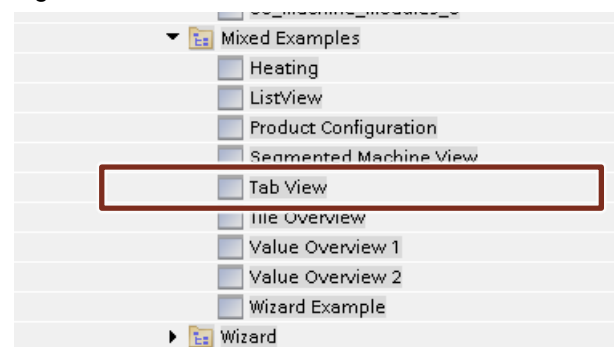 Mixed Examples
Heating
ListView
Product Configuration
Segmented Machine View
Tab View
Tile Overview
Value Overview 1
Value Overview 2
Wizard Example
Wizard